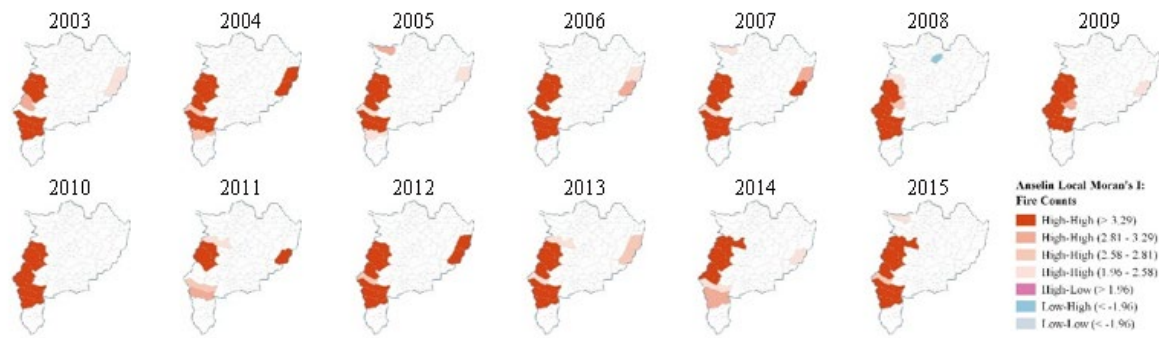 2003 2004 2005 2006 2007 2008 2009
2010 2011 2012 2013 2014 2015
Anselin Local Moran's I:
Fire Counts
High-High (> 3.29)
High-High (2.81 - 3.29)
High-High (2.58 - 2.81)
High-High (1.96 - 2.58)
High-Low (> 1.96)
Low-High (< -1.96)
Low-Low (< -1.96)